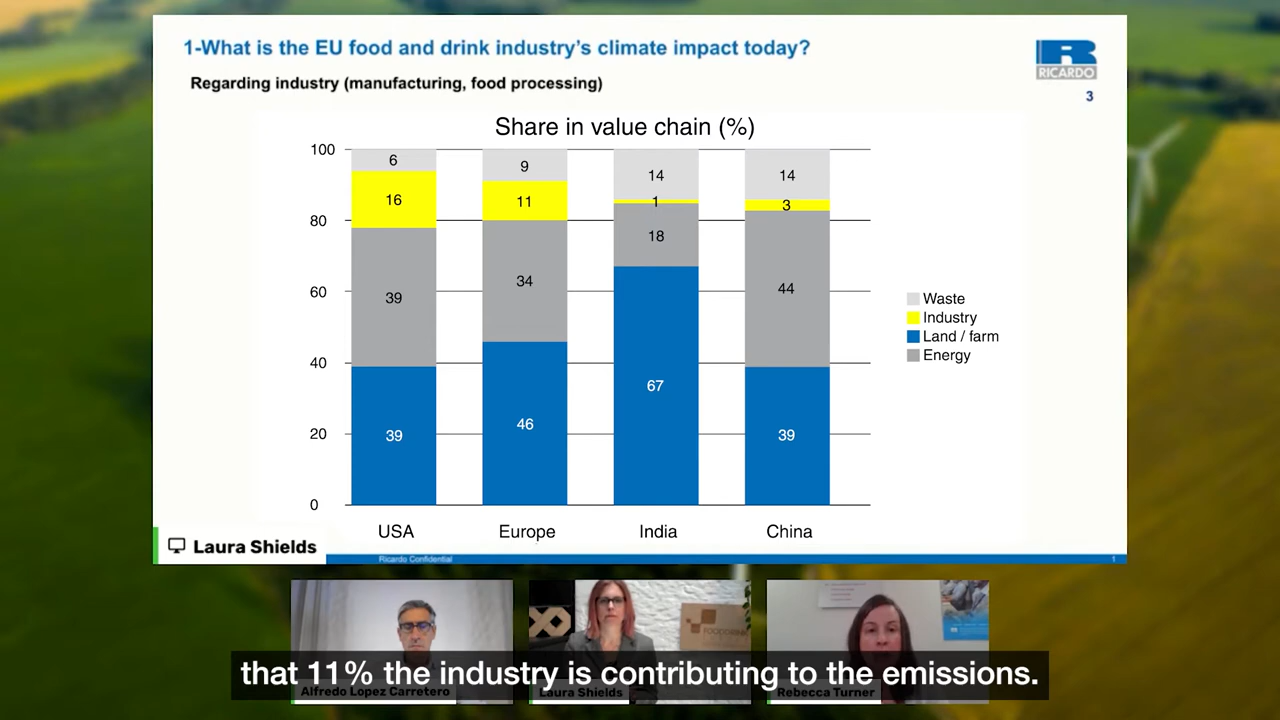 1-What is the EU food and drink industry's climate impact today?
Regarding industry (manufacturing, food processing)
RICARDO
3
Share in value chain (%)
100
80
60
40
20
0
6
16
39
39
9
11
34
46
14
1
18
67
14
3
44
39
USA
Europe
India
China
Waste
Industry
Land / farm
Energy
Laura Shields
Ricardo Confidential
1
that 11% the industry is contributing to the emissions.
Alfredo Lopez Carretero
Laura Shields
Rebecca Turner